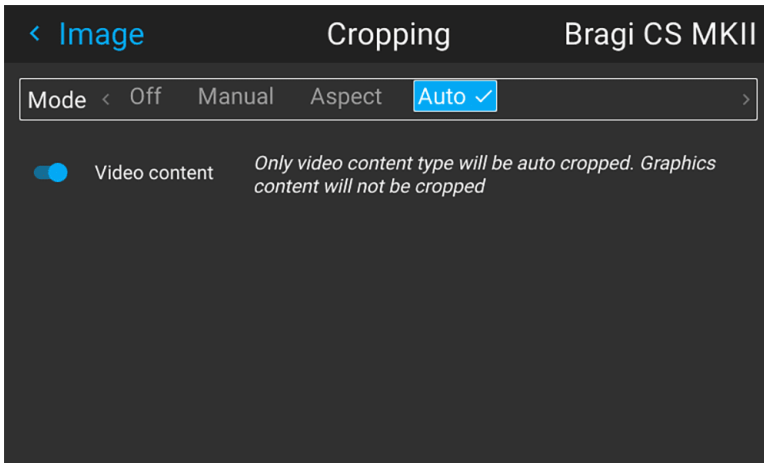 Image Cropping Bragi CS MKII
Mode Off Manual Aspect Auto
Video content Only video content type will be auto cropped. Graphics
content will not be cropped